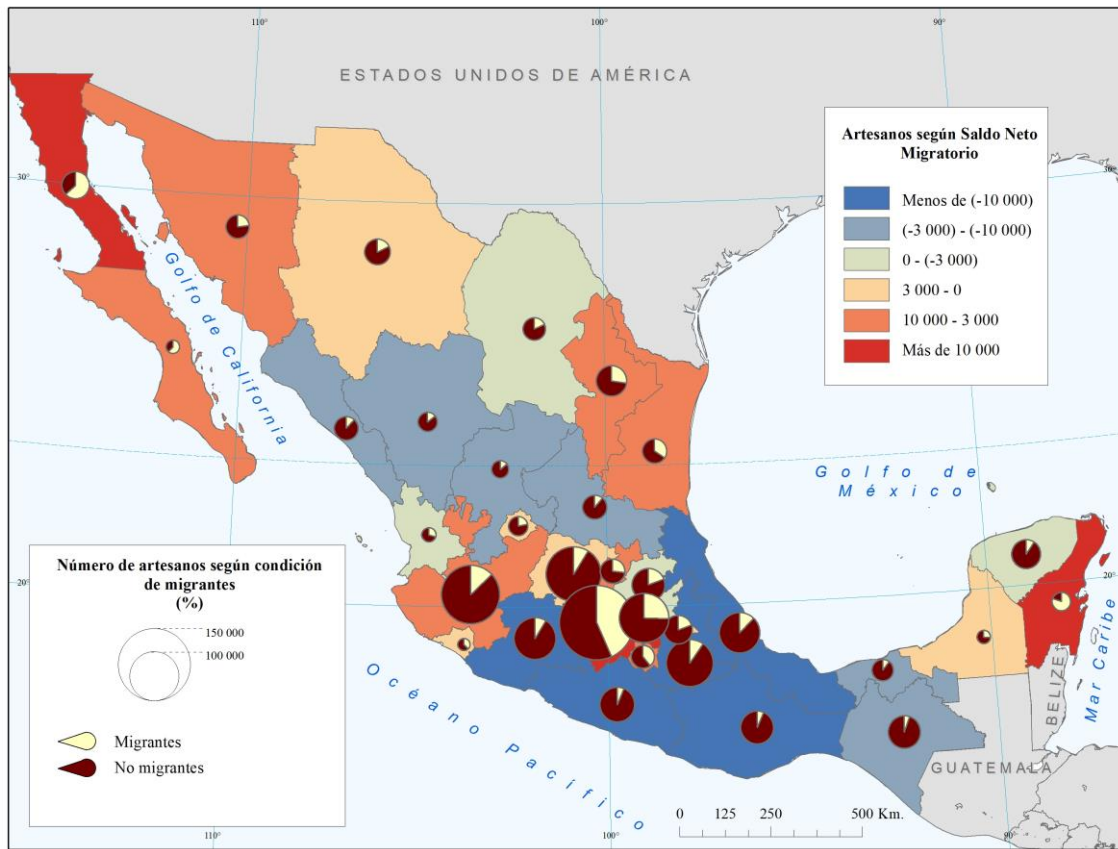 110°
100°
90°
ESTADOS UNIDOS DE AMÉRICA
Artesanos según Saldo Neto
Migratorio
Menos de (-10 000)
(-3 000) - (-10 000)
0 - (-3 000)
3 000 - 0
10 000 - 3 000
Más de 10 000
30°
30°
Golfo de California
Golfo de
México
Número de artesanos según condición
de migrantes
(%)
150 000
100 000
Migrantes
No migrantes
20°
20°
Océano Pacífico
Mar Caribe
BELIZE
GUATEMALA
0 125 250 500 Km.
110°
100°
90°